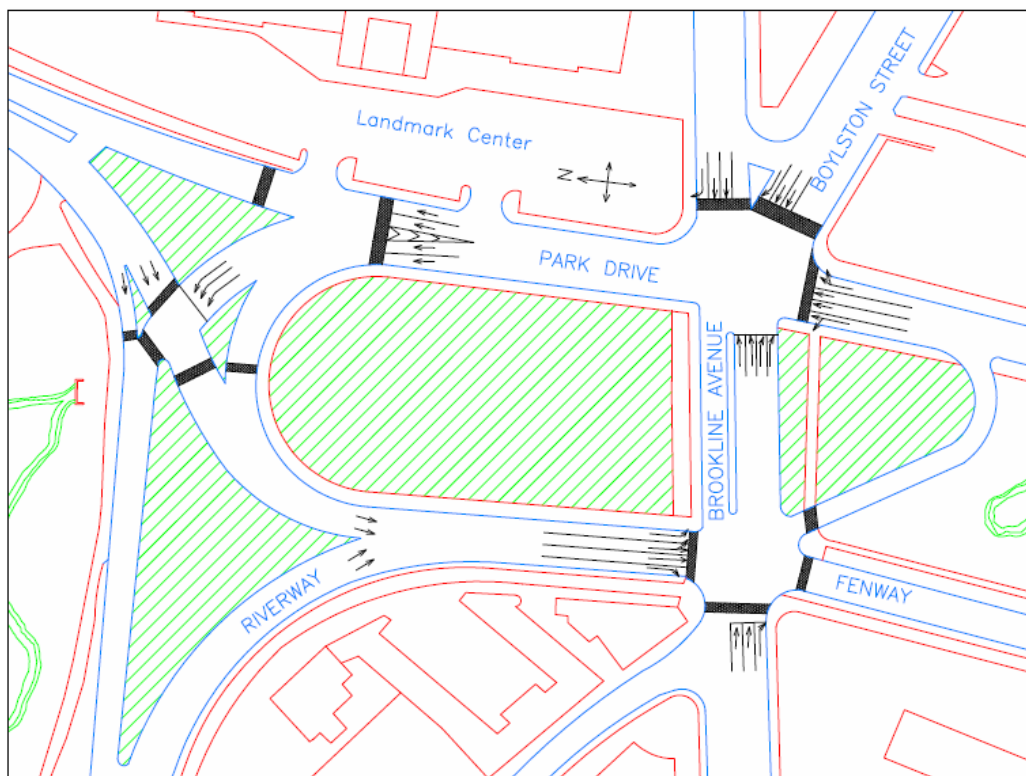 BOYLSTON STREET
Landmark Center
N
PARK DRIVE
BROOKLINE AVENUE
RIVERWAY
FENWAY